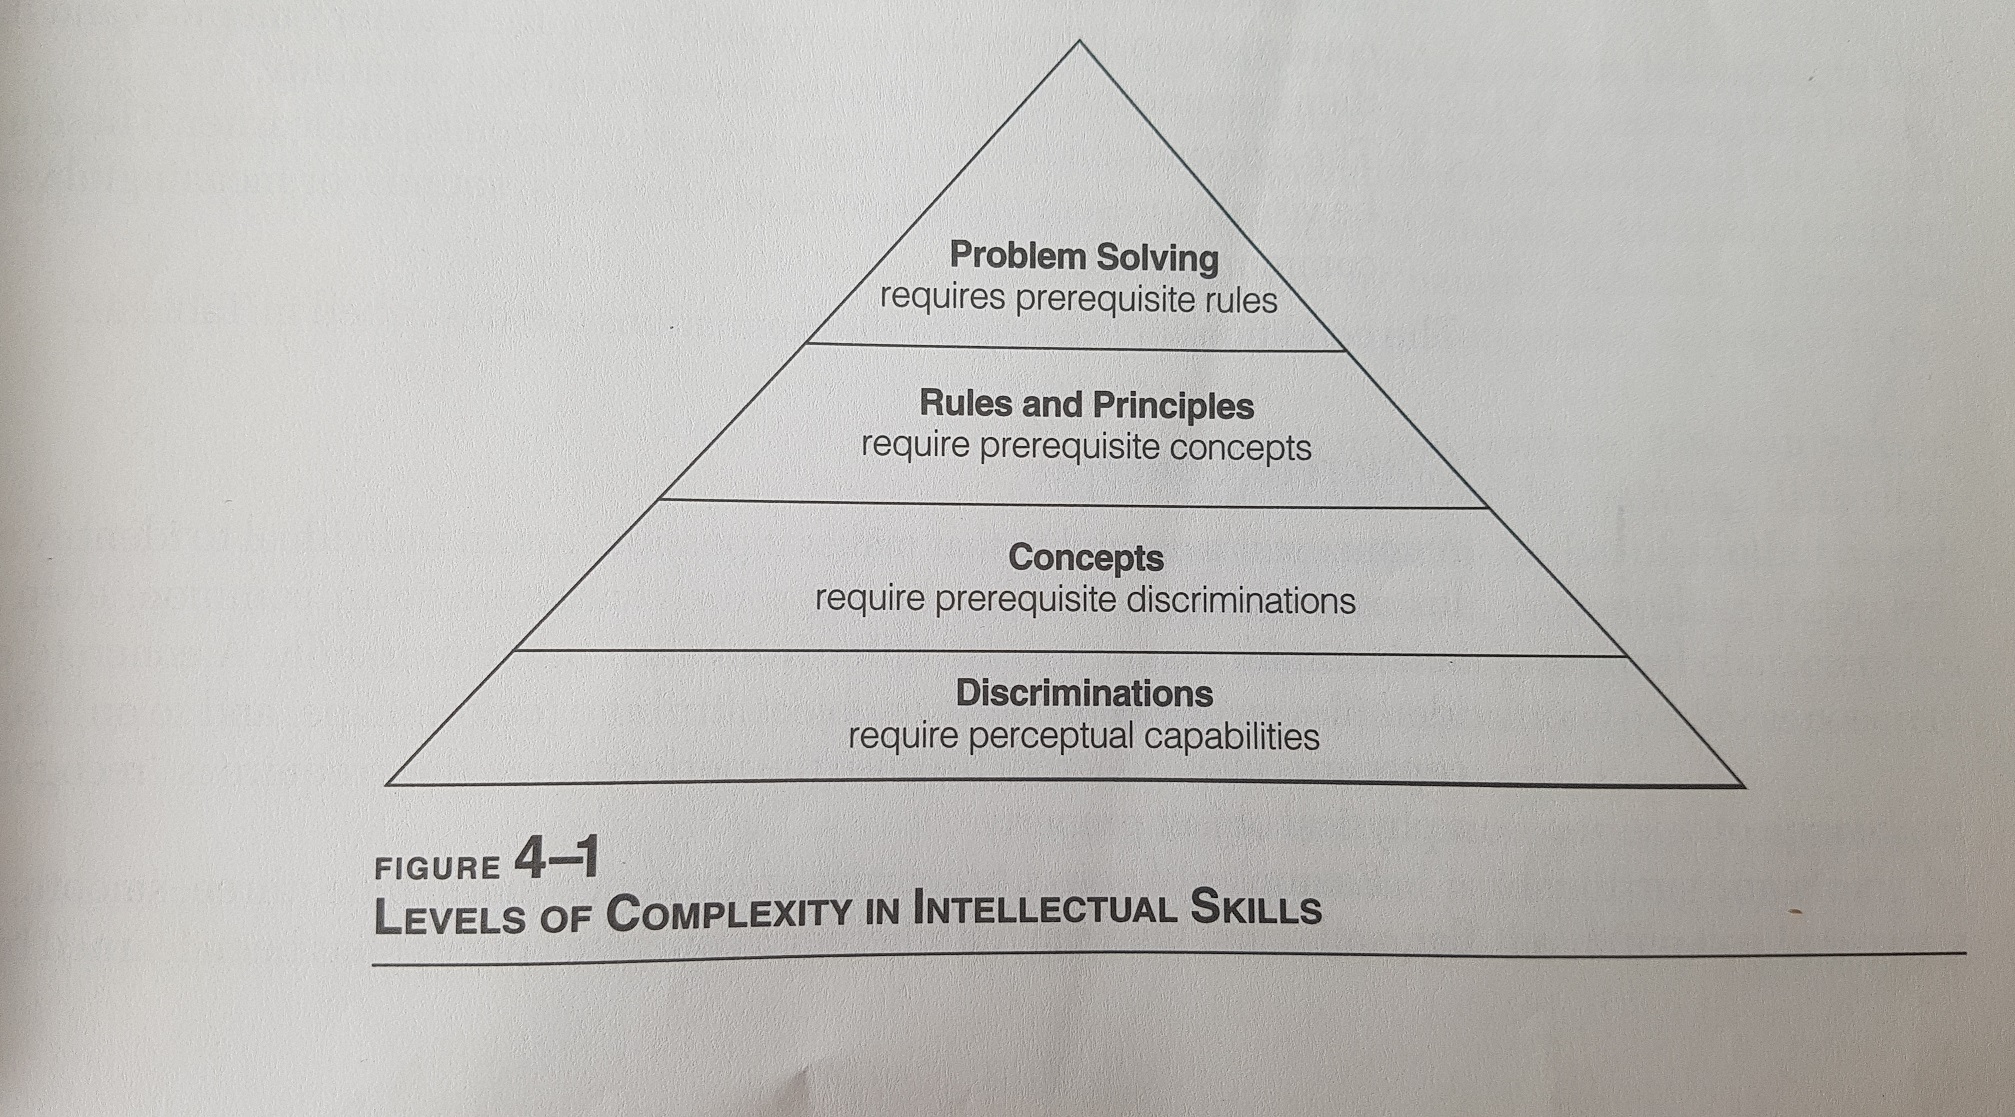 Problem Solving
requires prerequisite rules
Rules and Principles
require prerequisite concepts
Concepts
require prerequisite discriminations
Discriminations
require perceptual capabilities
FIGURE 4–1
LEVELS OF COMPLEXITY IN INTELLECTUAL SKILLS